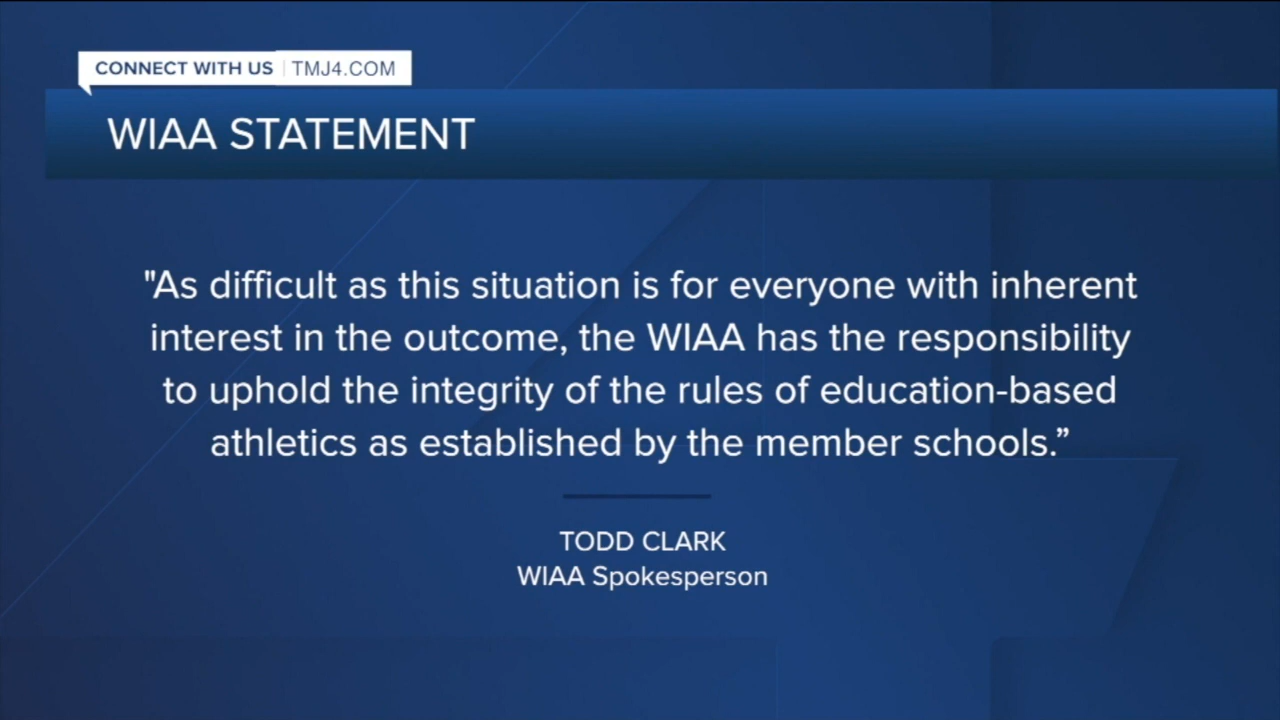 CONNECT WITH US | TMJ4.COM
WIAA STATEMENT
"As difficult as this situation is for everyone with inherent
interest in the outcome, the WIAA has the responsibility
to uphold the integrity of the rules of education-based
athletics as established by the member schools.”
TODD CLARK
WIAA Spokesperson